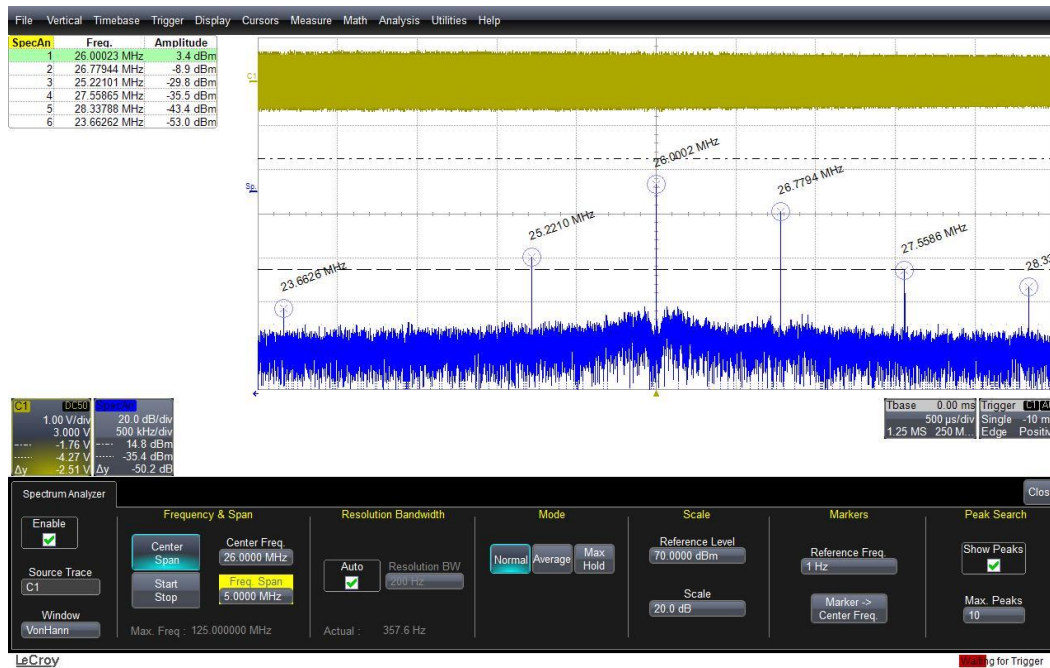 File Vertical Timebase Trigger Display Cursors Measure Math Analysis Utilities Help
SpecAn Freq. Amplitude
1 26.00023 MHz 3.4 dBm
2 26.77944 MHz -8.9 dBm
3 25.22101 MHz -29.8 dBm
4 27.55865 MHz -35.5 dBm
5 28.33788 MHz -43.4 dBm
6 23.66262 MHz -53.0 dBm
C1
26.0002 MHz
Sp.
26.7794 MHz
25.2210 MHz
27.5586 MHz
28.33
23.6626 MHz
C1 DC50
1.00 V/div 20.0 dB/div
3.000 V 500 kHz/div
-1.76 V 14.8 dBm
-4.27 V -35.4 dBm
Δy -2.51 V Δy -50.2 dB
Tbase 0.00 ms Trigger C1
500 µs/div Single -10 m
1.25 MS 250 M... Edge Positiv
Spectrum Analyzer
Clos
Frequency & Span Resolution Bandwidth Mode Scale Markers Peak Search
Enable
Center Span
Center Freq.
26.0000 MHz
Start Stop
Freq. Span
5.0000 MHz
Max. Freq : 125.000000 MHz
Source Trace
C1
Window
VonHann
Auto
Resolution BW
200 Hz
Actual : 357.6 Hz
Normal Average Max Hold
Reference Level
70.0000 dBm
Scale
20.0 dB
Reference Freq.
1 Hz
Marker -> Center Freq.
Show Peaks
Max. Peaks
10
LeCroy
Waiting for Trigger